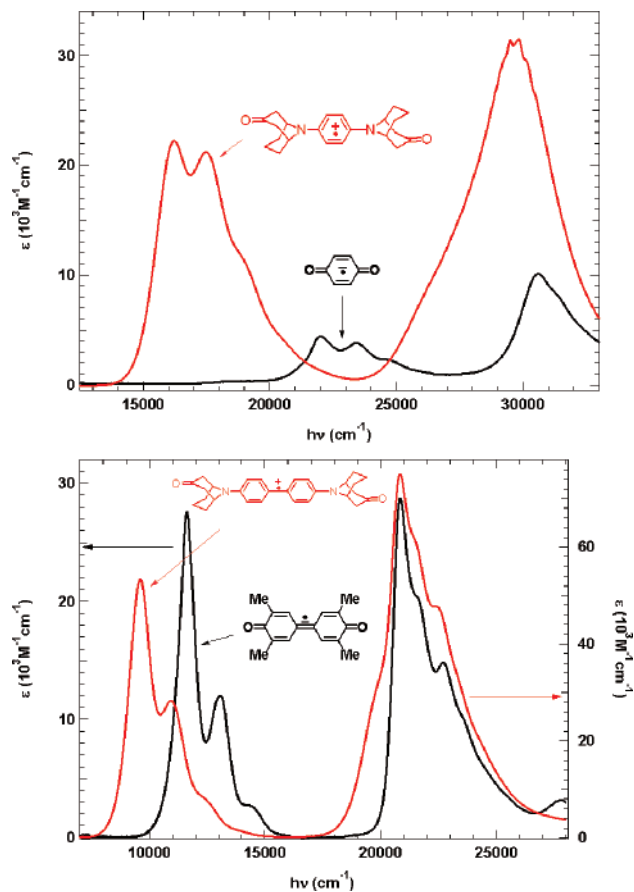 30
20
10
0
ε (10³M⁻¹cm⁻¹)
O
N
N
O
+
•
O
O
−
•
15000
20000
25000
30000
hν (cm⁻¹)
30
20
10
0
ε (10³M⁻¹cm⁻¹)
O
N
+
•
N
O
Me
Me
O
•
−
O
Me
Me
60
40
20
0
ε (10³M⁻¹cm⁻¹)
10000
15000
20000
25000
hν (cm⁻¹)